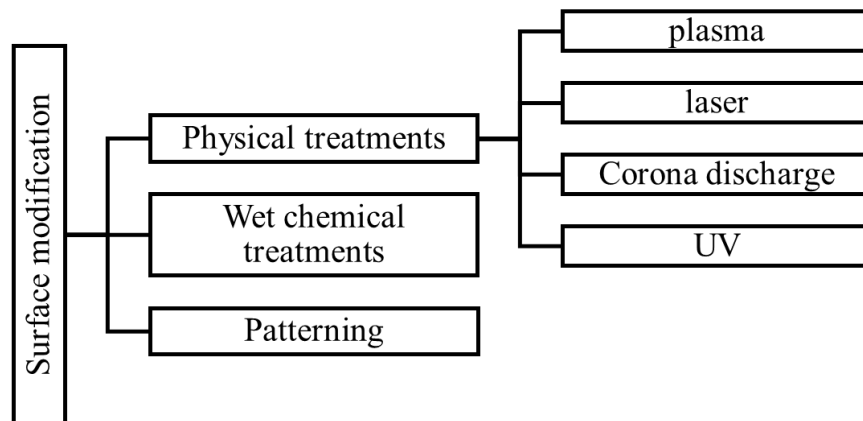 Surface modification
Physical treatments
Wet chemical
treatments
Patterning
plasma
laser
Corona discharge
UV